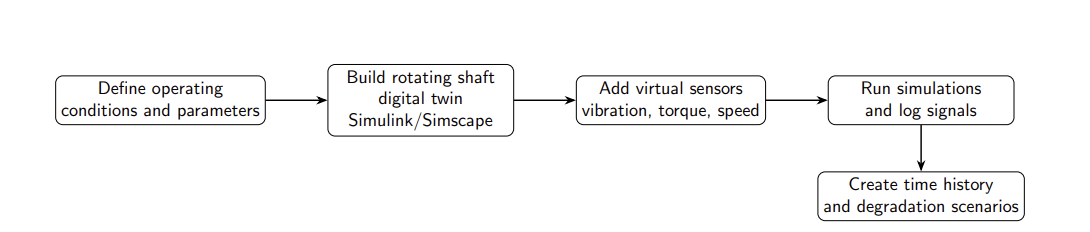 Define operating
conditions and parameters
Build rotating shaft
digital twin
Simulink/Simscape
Add virtual sensors
vibration, torque, speed
Run simulations
and log signals
Create time history
and degradation scenarios